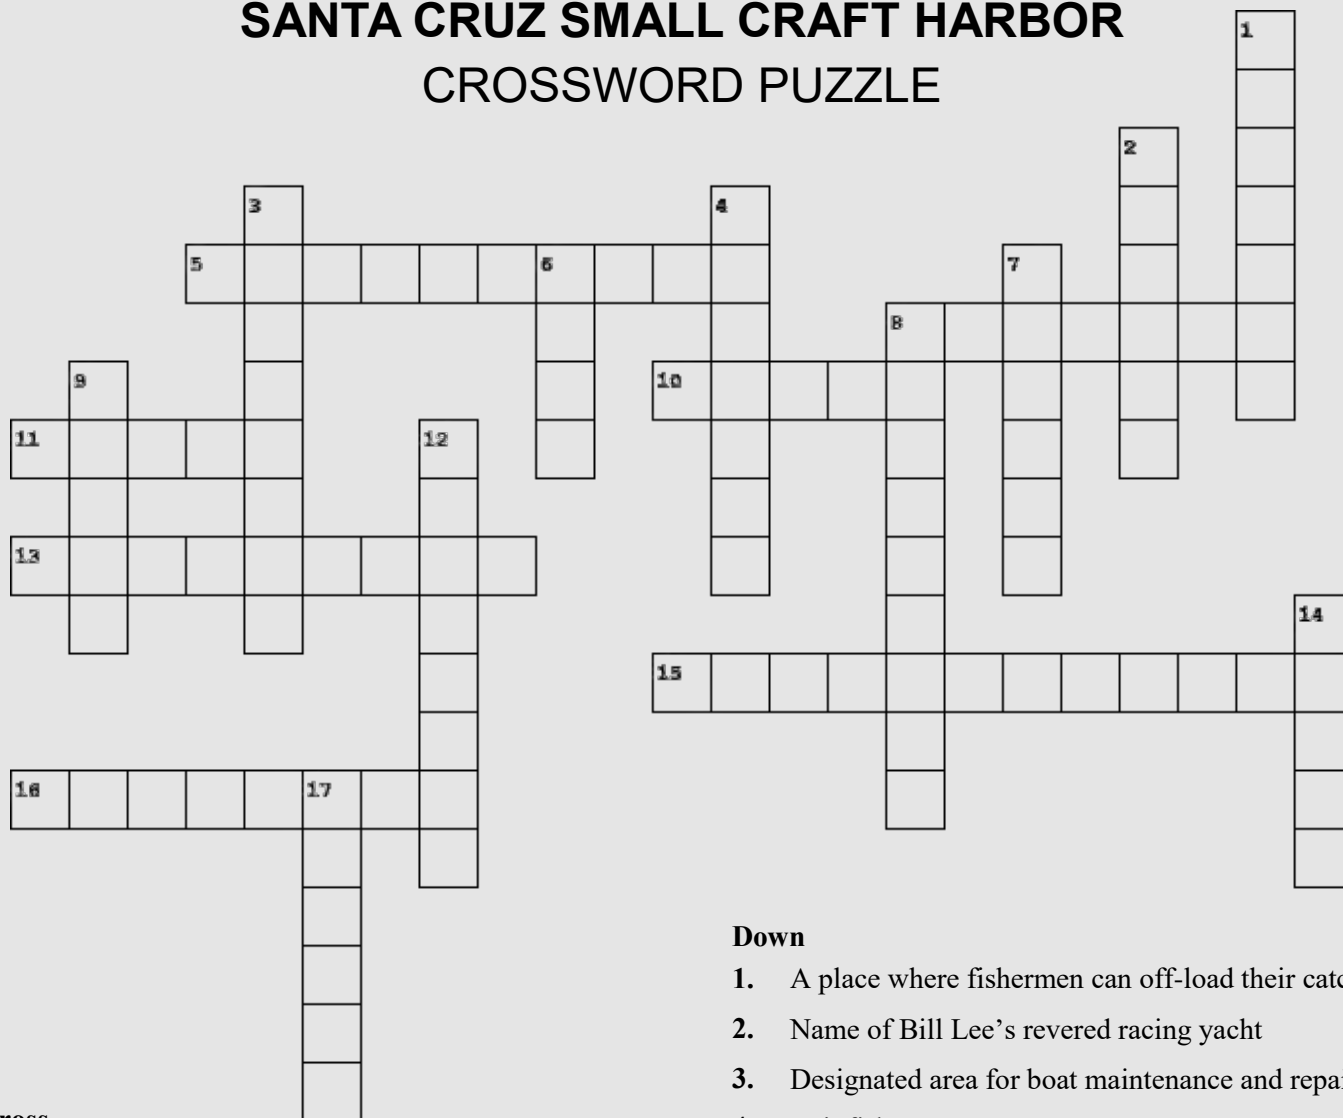 SANTA CRUZ SMALL CRAFT HARBOR
CROSSWORD PUZZLE
1
2
3 4
5 6 7
8
9 10
11 12
13
14
15
16 17
Down
1. A place where fishermen can off-load their catc
2. Name of Bill Lee’s revered racing yacht
3. Designated area for boat maintenance and repai